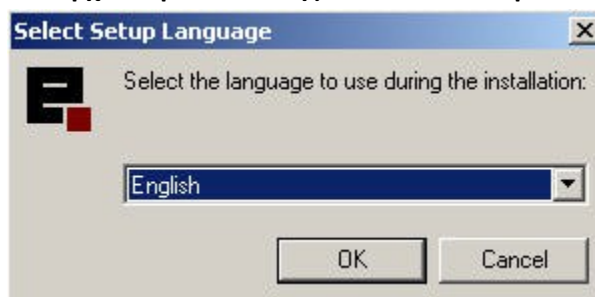 Select Setup Language
Select the language to use during the installation:
English
OK
Cancel